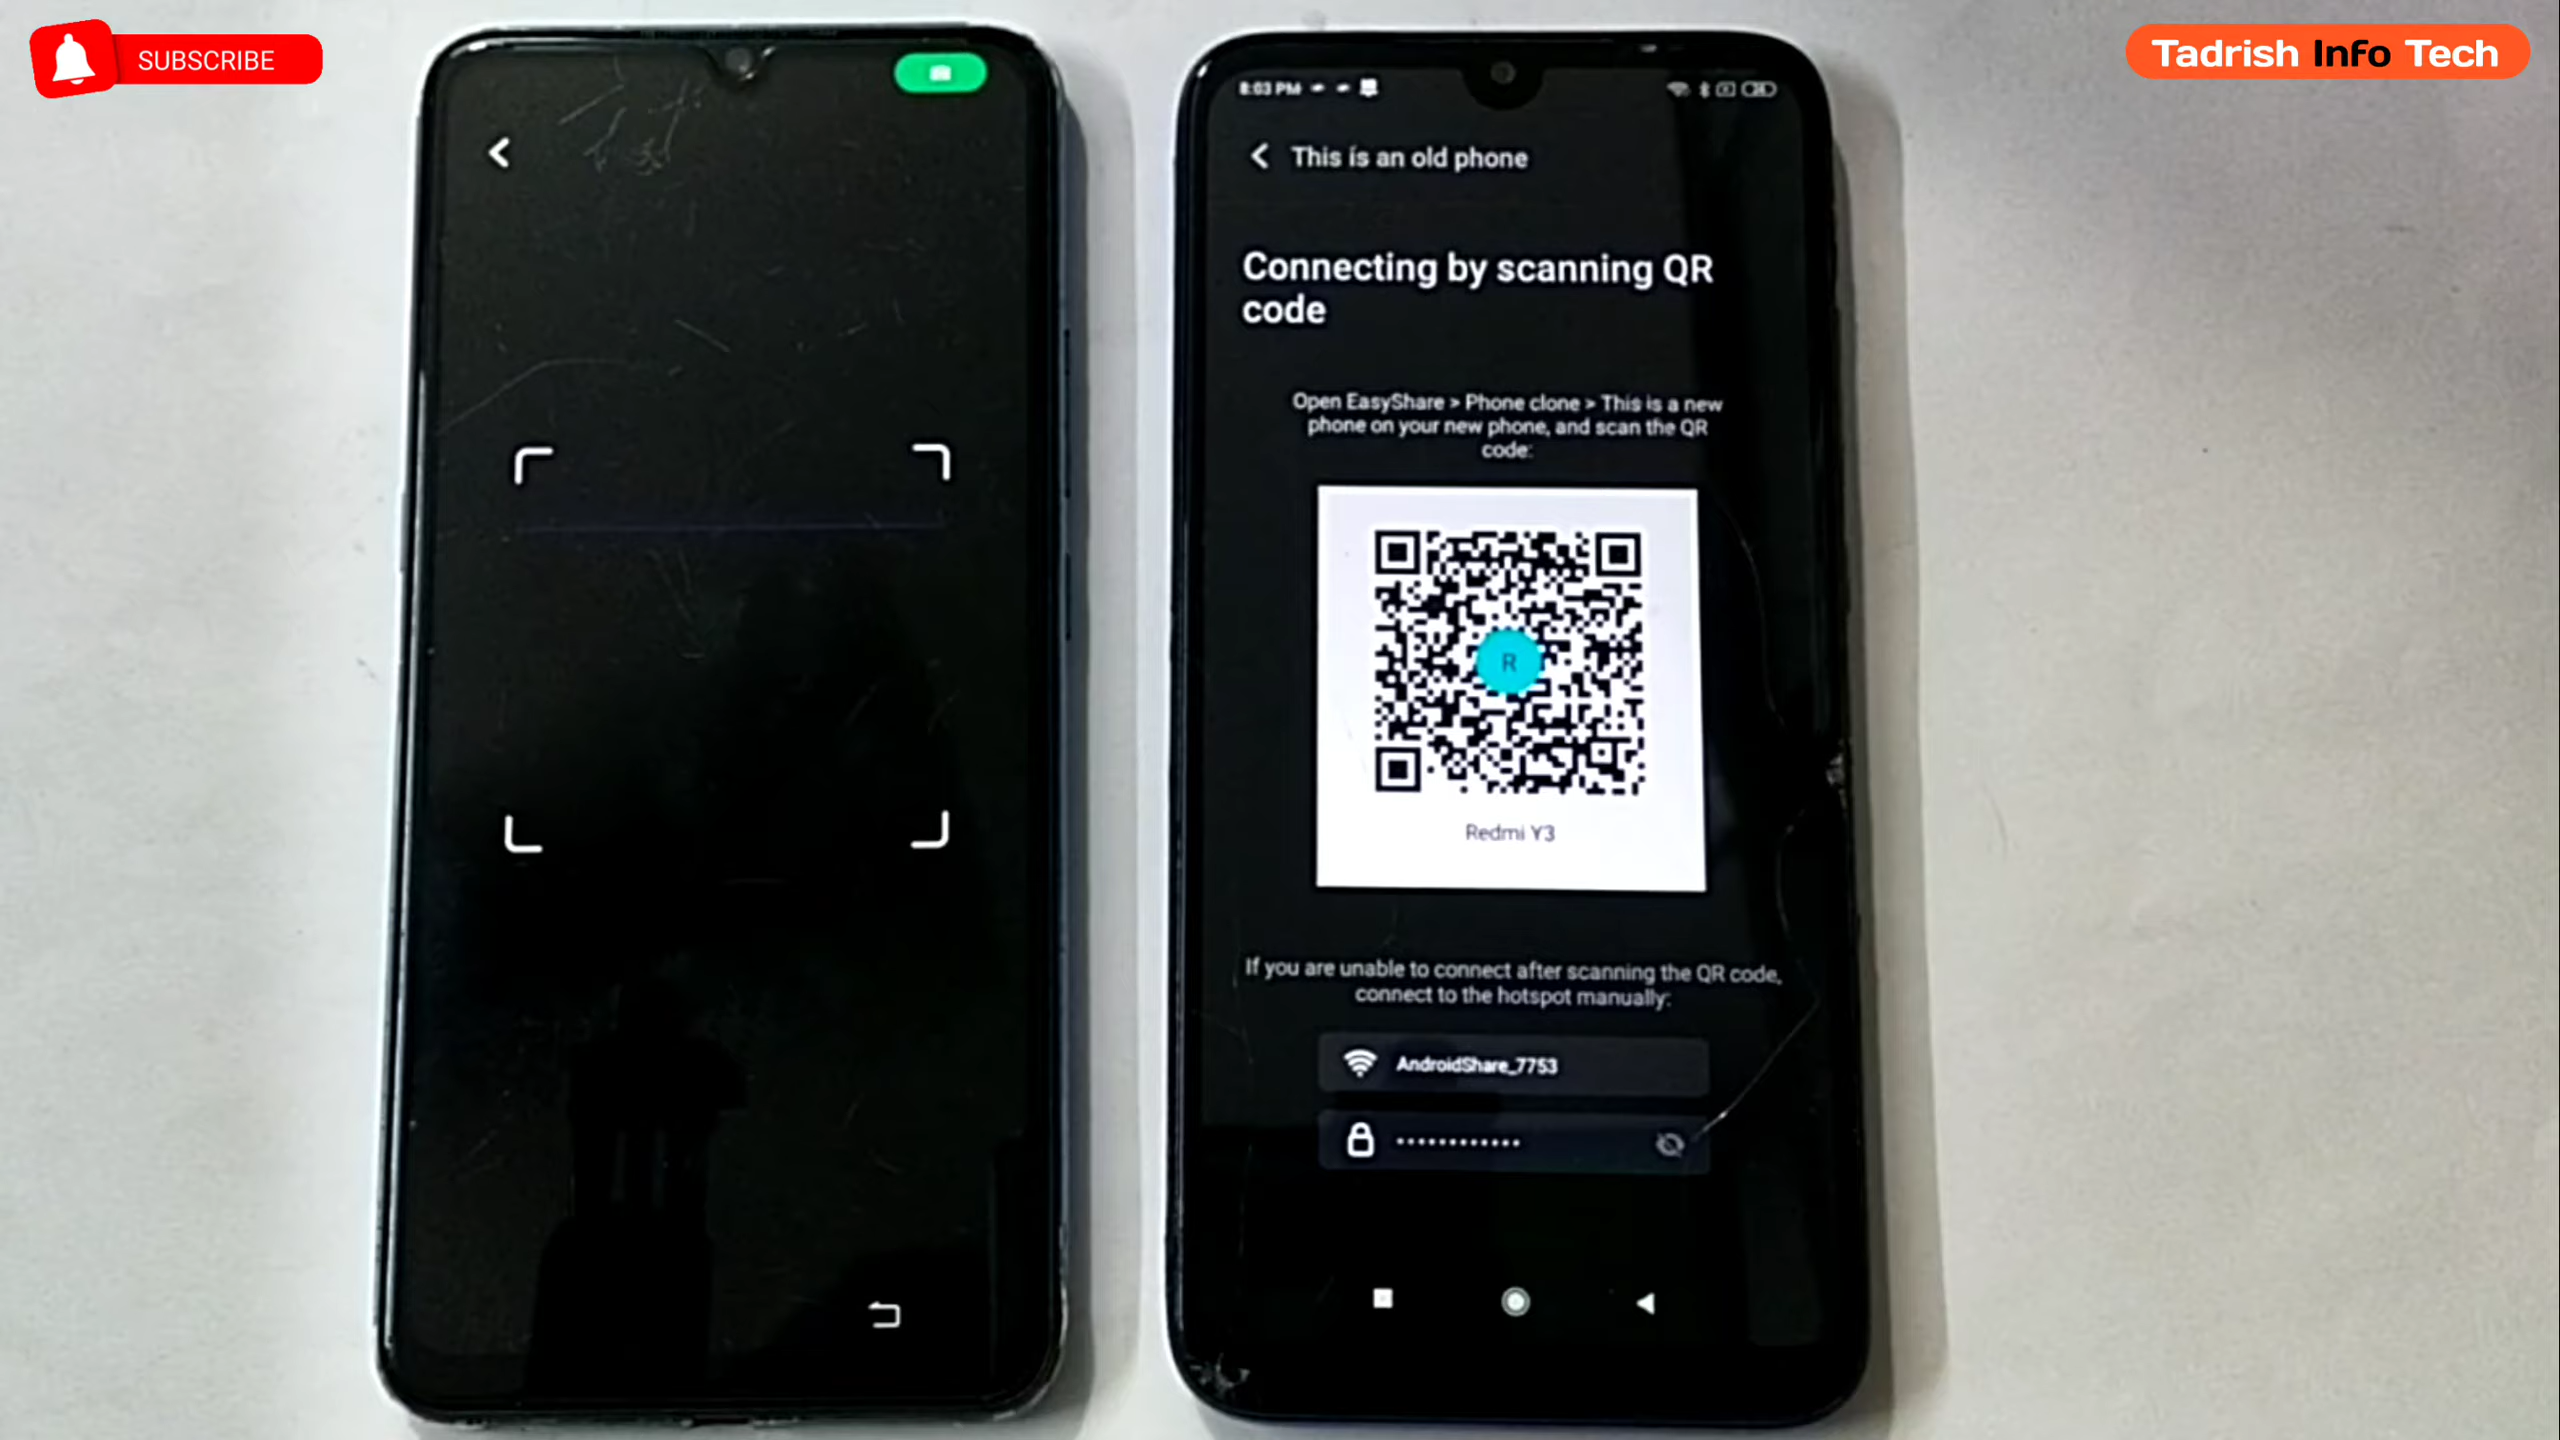 SUBSCRIBE
Tadrish InFo Tech
8:03 PM
This is an old phone
Connecting by scanning QR
code
Open EasyShare > Phone clone > This is a new
phone on your new phone, and scan the QR
code:
R
Redmi Y3
If you are unable to connect after scanning the QR code,
connect to the hotspot manually:
AndroidShare_7753